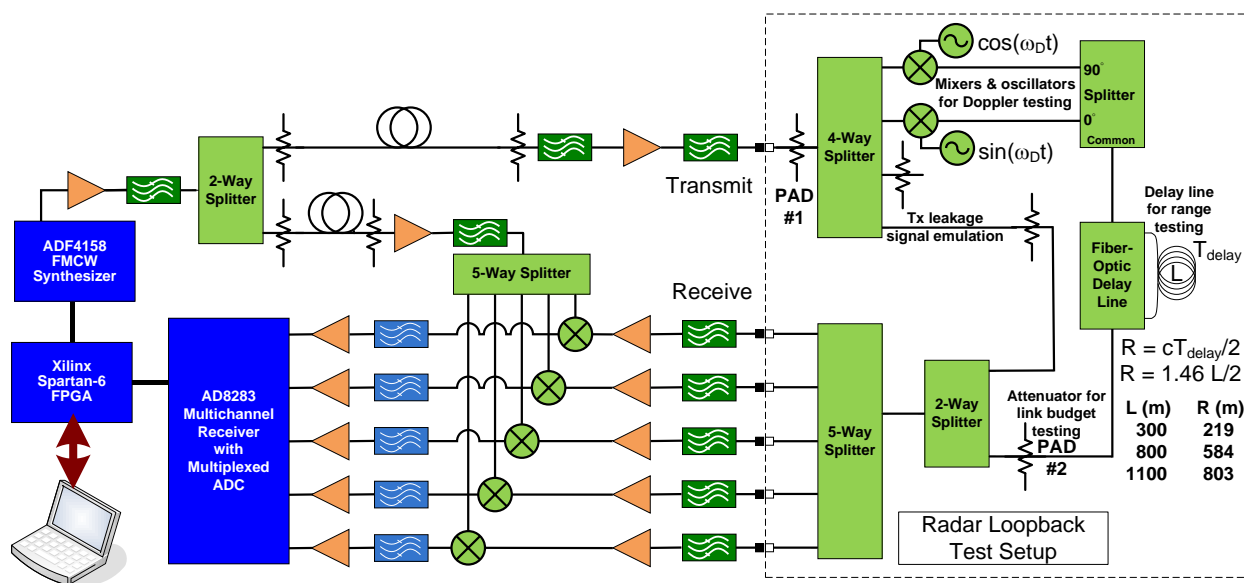 cos(ω_Dt)
90°
Splitter
0°
Common
Mixers & oscillators
for Doppler testing
sin(ω_Dt)
4-Way
Splitter
PAD
#1
Transmit
2-Way
Splitter
Tx leakage
signal emulation
Delay line
for range
testing
T_delay
L
Fiber-
Optic
Delay
Line
ADF4158
FMCW
Synthesizer
5-Way Splitter
Receive
Xilinx
Spartan-6
FPGA
AD8283
Multichannel
Receiver
with
Multiplexed
ADC
5-Way
Splitter
2-Way
Splitter
Attenuator for
link budget
testing
PAD
#2
R = cT_delay/2
R = 1.46 L/2
L (m) R (m)
300 219
800 584
1100 803
Radar Loopback
Test Setup